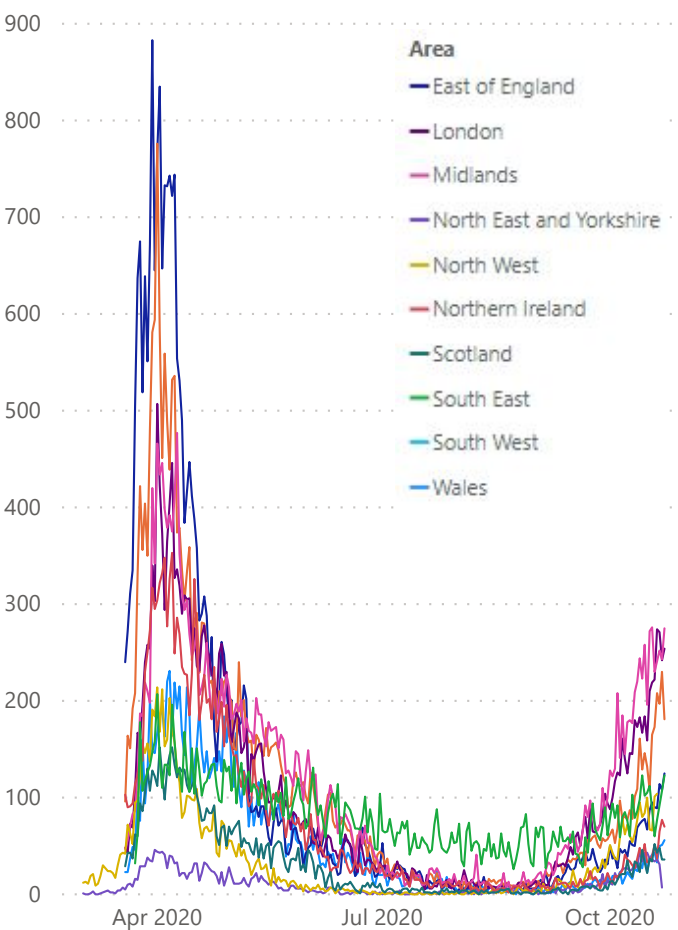 900
800
700
600
500
400
300
200
100
0
Area
East of England
London
Midlands
North East and Yorkshire
North West
Northern Ireland
Scotland
South East
South West
Wales
Apr 2020 Jul 2020 Oct 2020